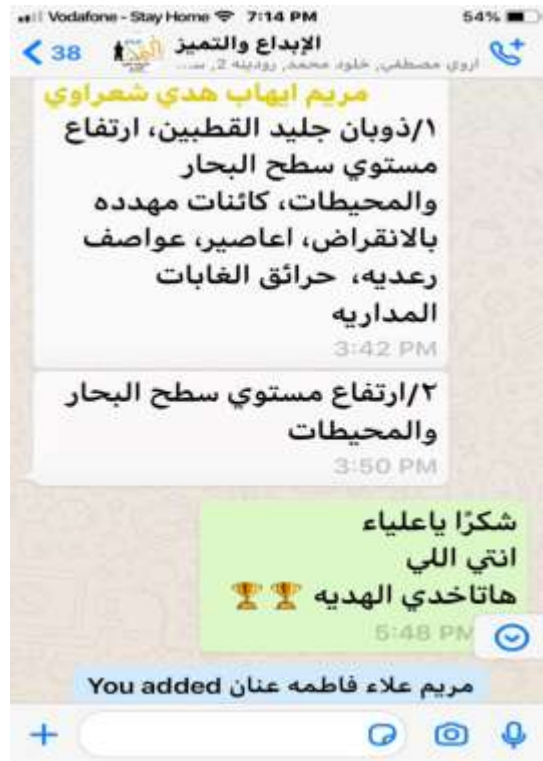 Vodafone - Stay Home 7:14 PM 54%
38 الإبداع والتميز
اروي مصطفي, خلود محمد, رودينه 2, سـ...
مريم ايهاب هدي شعراوي
١/ذوبان جليد القطبين، ارتفاع
مستوي سطح البحار
والمحيطات، كائنات مهدده
بالانقراض، اعاصير، عواصف
رعديه، حرائق الغابات
المداريه
3:42 PM
٢/ارتفاع مستوي سطح البحار
والمحيطات
3:50 PM
شكرًا ياعلياء
انتي اللي
هاتاخدي الهديه 🏆 🏆
5:48 PM
You added مريم علاء فاطمه عنان